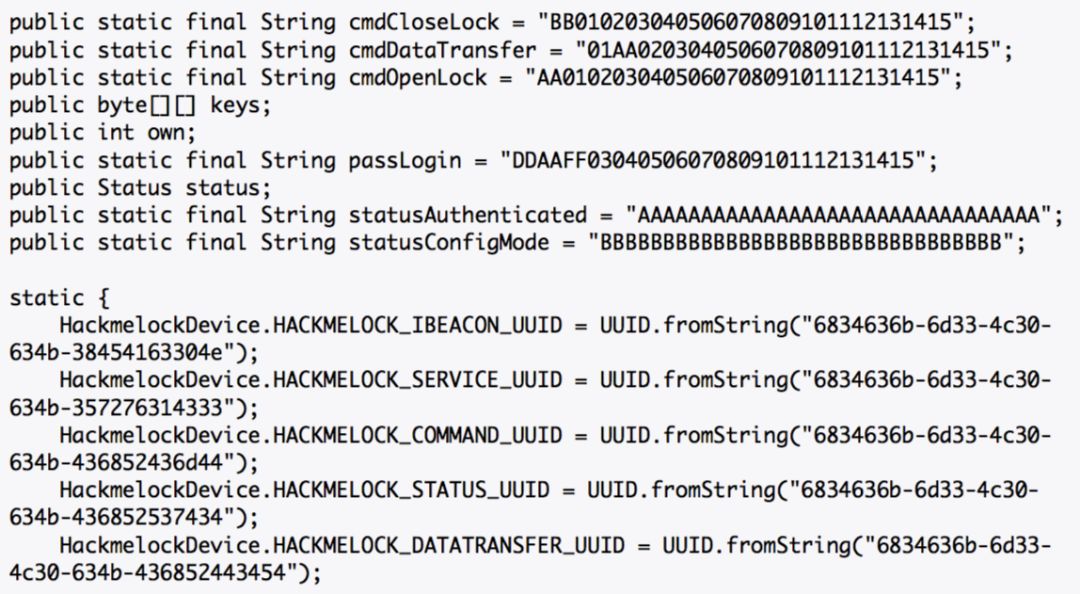 public static final String cmdCloseLock = "BB010203040506070809101112131415";
public static final String cmdDataTransfer = "01AA0203040506070809101112131415";
public static final String cmdOpenLock = "AA010203040506070809101112131415";
public byte[][] keys;
public int own;
public static final String passLogin = "DDAAFF03040506070809101112131415";
public Status status;
public static final String statusAuthenticated = "AAAAAAAAAAAAAAAAAAAAAAAAAAAAAAAA";
public static final String statusConfigMode = "BBBBBBBBBBBBBBBBBBBBBBBBBBBBBBBB";
static {
    HackmelockDevice.HACKMELOCK_IBEACON_UUID = UUID.fromString("6834636b-6d33-4c30-
634b-38454163304e");
    HackmelockDevice.HACKMELOCK_SERVICE_UUID = UUID.fromString("6834636b-6d33-4c30-
634b-357276314333");
    HackmelockDevice.HACKMELOCK_COMMAND_UUID = UUID.fromString("6834636b-6d33-4c30-
634b-436852436d44");
    HackmelockDevice.HACKMELOCK_STATUS_UUID = UUID.fromString("6834636b-6d33-4c30-
634b-436852537434");
    HackmelockDevice.HACKMELOCK_DATATRANSFER_UUID = UUID.fromString("6834636b-6d33-
4c30-634b-436852443454");